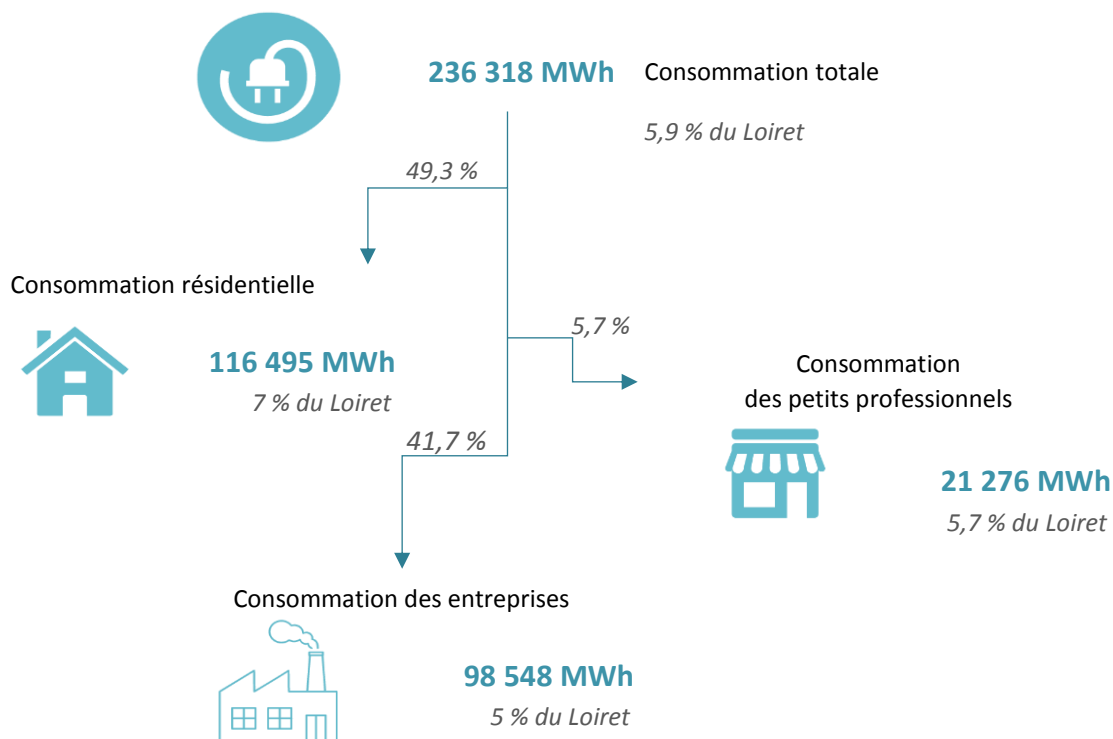 236 318 MWh Consommation totale
5,9 % du Loiret
49,3 %
Consommation résidentielle
116 495 MWh
7 % du Loiret
5,7 %
Consommation
des petits professionnels
21 276 MWh
5,7 % du Loiret
41,7 %
Consommation des entreprises
98 548 MWh
5 % du Loiret